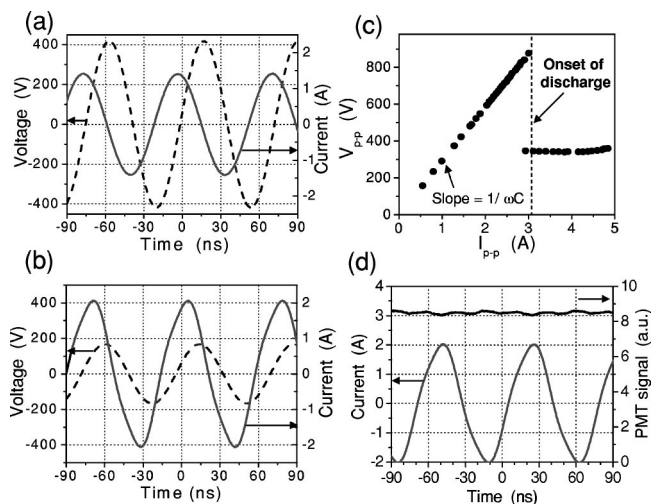 (a)
400
200
0
-200
-400
Voltage (V)
2
1
0
-1
-2
Current (A)
-90 -60 -30 0 30 60 90
Time (ns)
(c)
800
600
400
200
0
V p-p (V)
Onset of
discharge
Slope = 1/ ωC
0 1 2 3 4 5
I p-p (A)
(b)
400
200
0
-200
-400
Voltage (V)
2
1
0
-1
-2
Current (A)
-90 -60 -30 0 30 60 90
Time (ns)
(d)
4
3
2
1
0
-1
-2
Current (A)
10
8
6
4
2
0
PMT signal (a.u.)
-90 -60 -30 0 30 60 90
Time (ns)